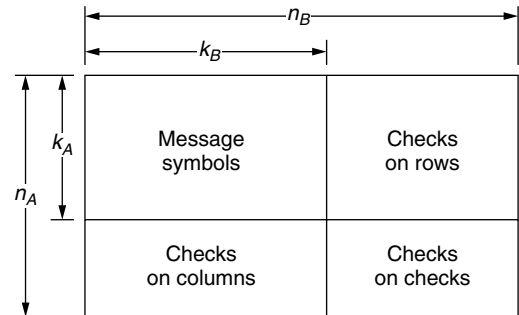 n_B
k_B
k_A
n_A
Message
symbols
Checks
on rows
Checks
on columns
Checks
on checks